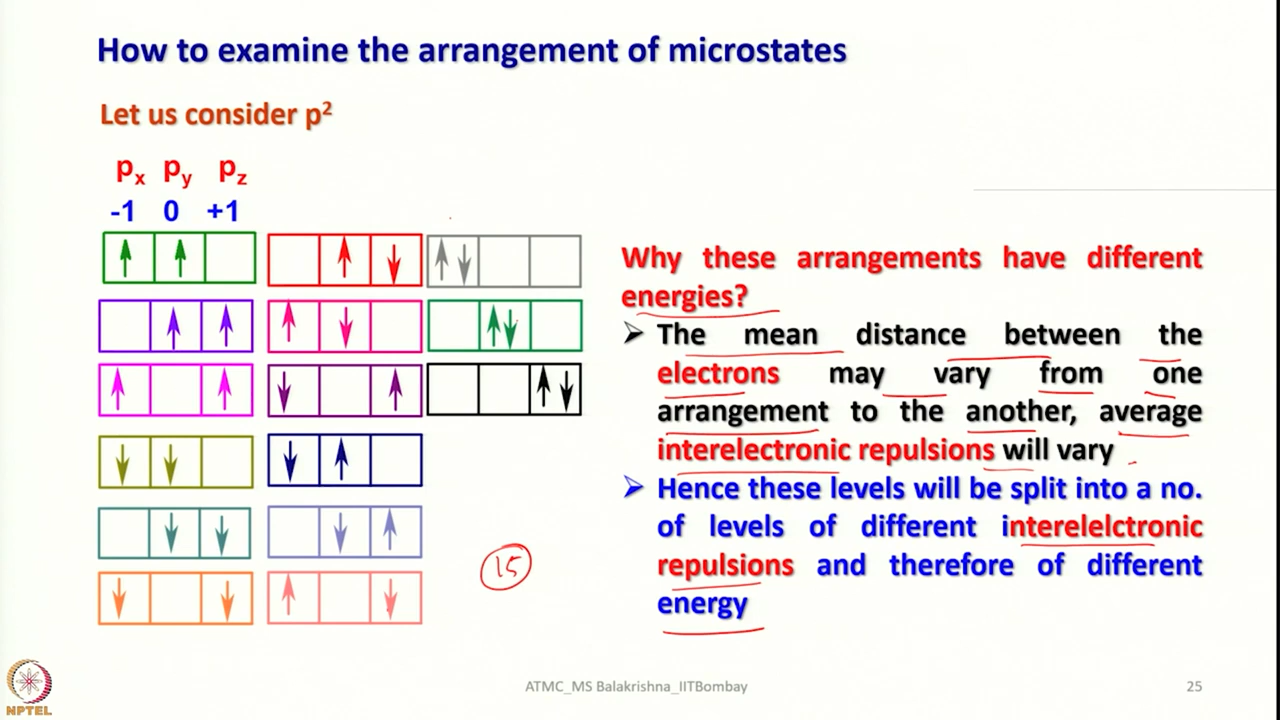 How to examine the arrangement of microstates
Let us consider p²
pₓ pᵧ p_z
-1 0 +1
Why these arrangements have different
energies?
➢ The mean distance between the
electrons may vary from one
arrangement to the another, average
interelectronic repulsions will vary
➢ Hence these levels will be split into a no.
of levels of different interelelctronic
repulsions and therefore of different
energy
15
NPTEL
ATMC_MS Balakrishna_IITBombay
25